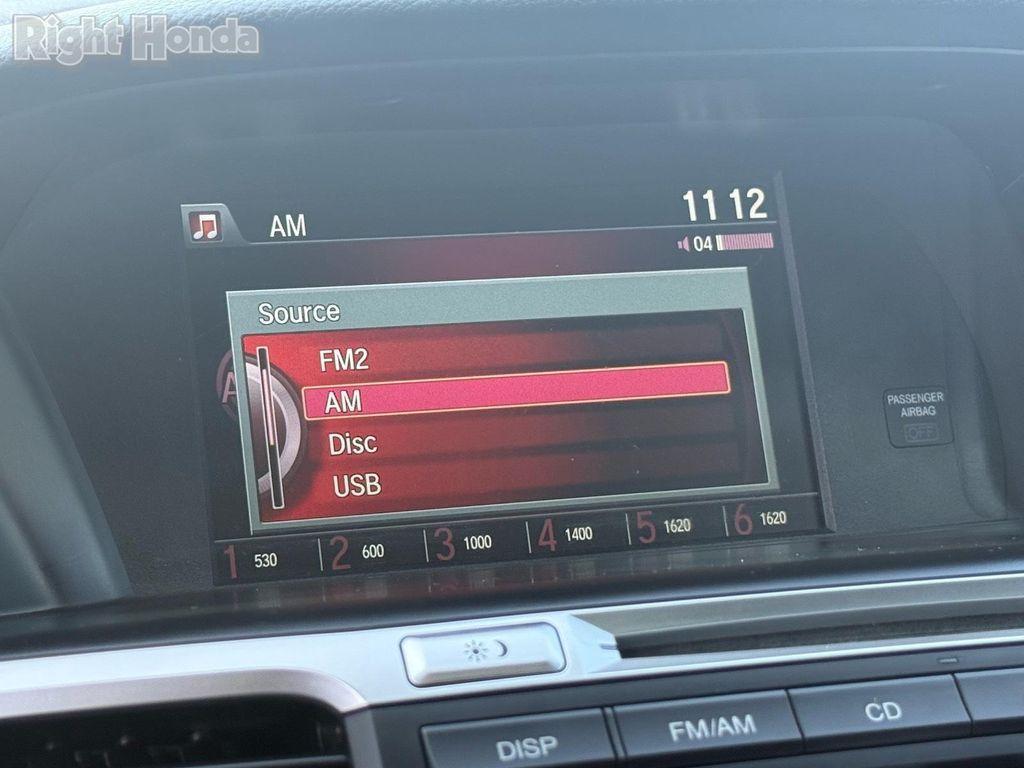 Right Honda
AM
11 12
04
Source
FM2
AM
Disc
USB
1 530 2 600 3 1000 4 1400 5 1620 6 1620
PASSENGER
AIRBAG
OFF
DISP
FM/AM
CD